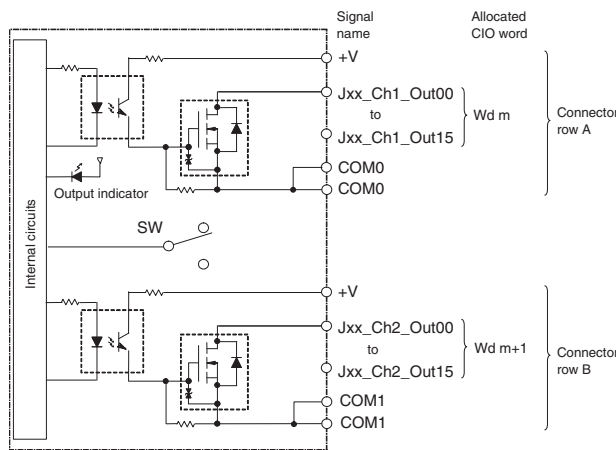 Signal name
Allocated CIO word
+V
Jxx_Ch1_Out00
to
Jxx_Ch1_Out15
Wd m
Connector row A
COM0
COM0
Output indicator
SW
Internal circuits
+V
Jxx_Ch2_Out00
to
Jxx_Ch2_Out15
Wd m+1
Connector row B
COM1
COM1